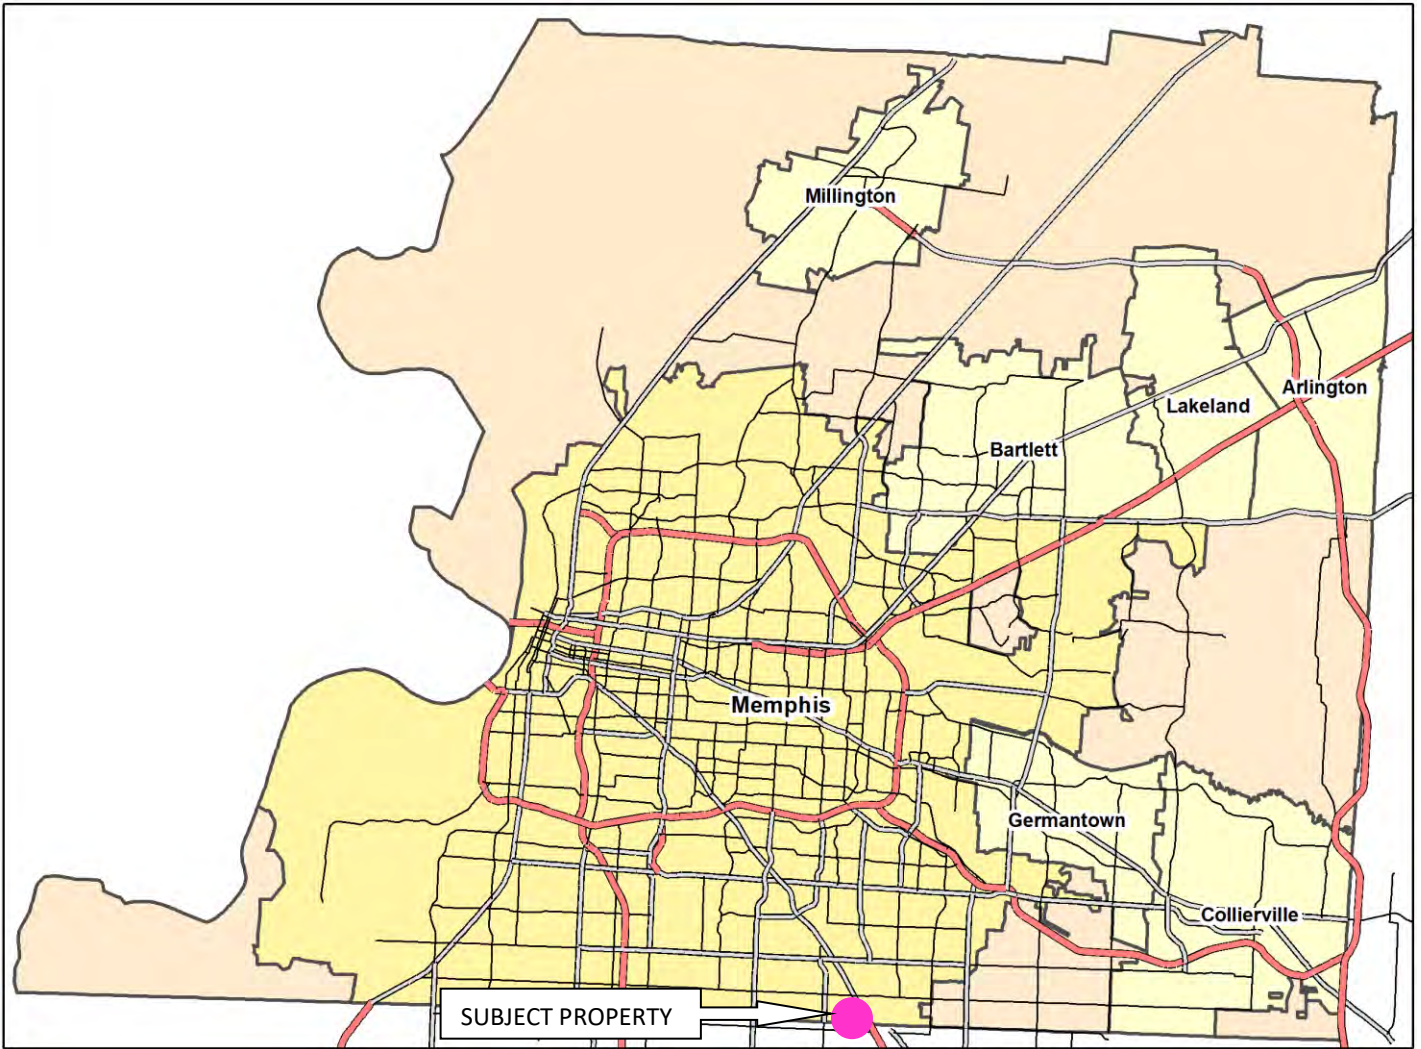 Millington
Arlington
Lakeland
Bartlett
Memphis
Germantown
Collierville
SUBJECT PROPERTY